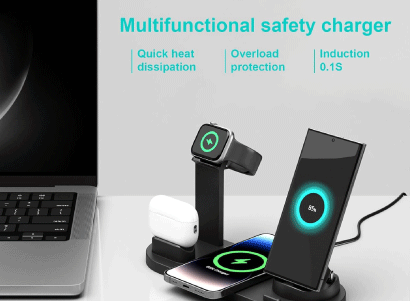 Multifunctional safety charger
Quick heat
dissipation
Overload
protection
Induction
0.1S
85%